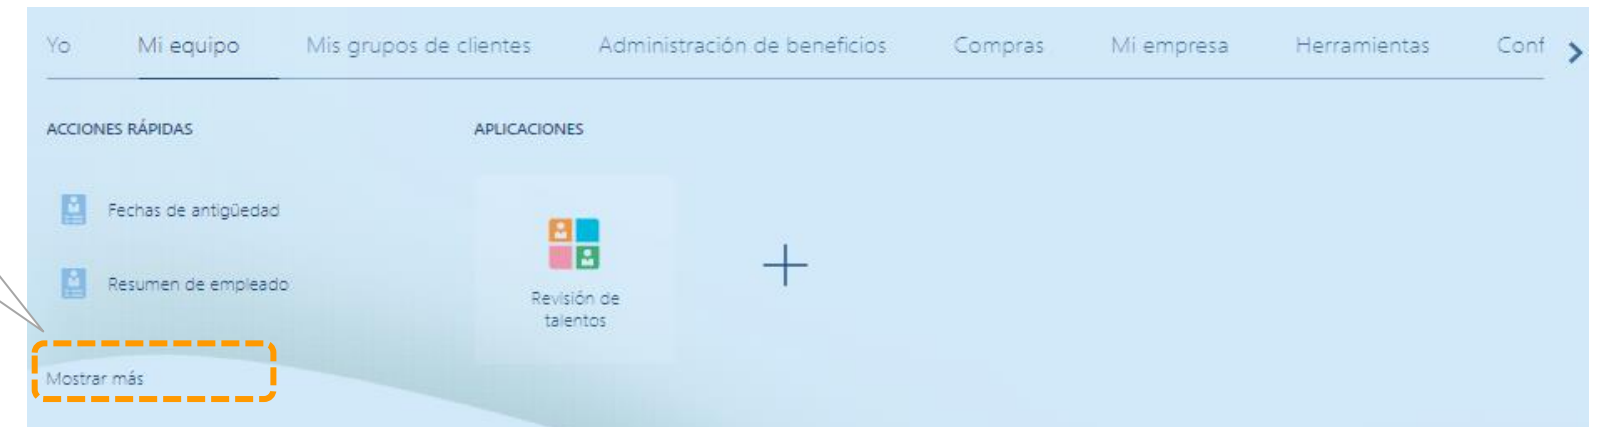 Yo Mi equipo Mis grupos de clientes Administración de beneficios Compras Mi empresa Herramientas Conf
ACCIONES RÁPIDAS
APLICACIONES
Fechas de antigüedad
Resumen de empleado
Revisión de
talentos
Mostrar más